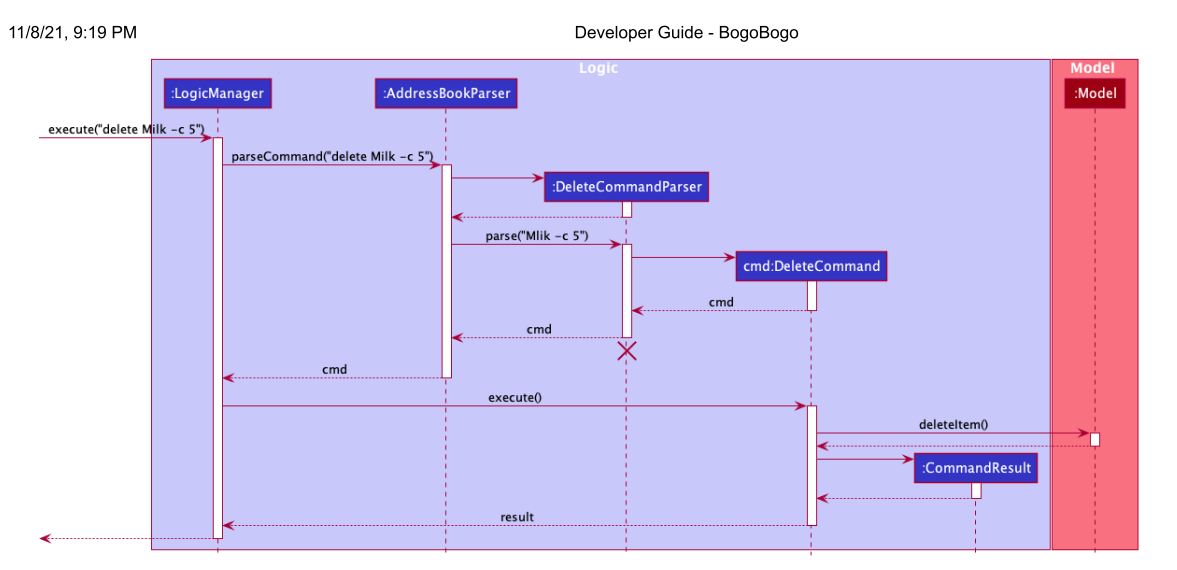 11/8/21, 9:19 PM
Developer Guide - BogoBogo
Logic
Model
:LogicManager
:AddressBookParser
:Model
execute("delete Milk -c 5")
parseCommand("delete Milk -c 5")
:DeleteCommandParser
parse("Mlik -c 5")
cmd:DeleteCommand
cmd
cmd
cmd
execute()
deleteItem()
:CommandResult
result